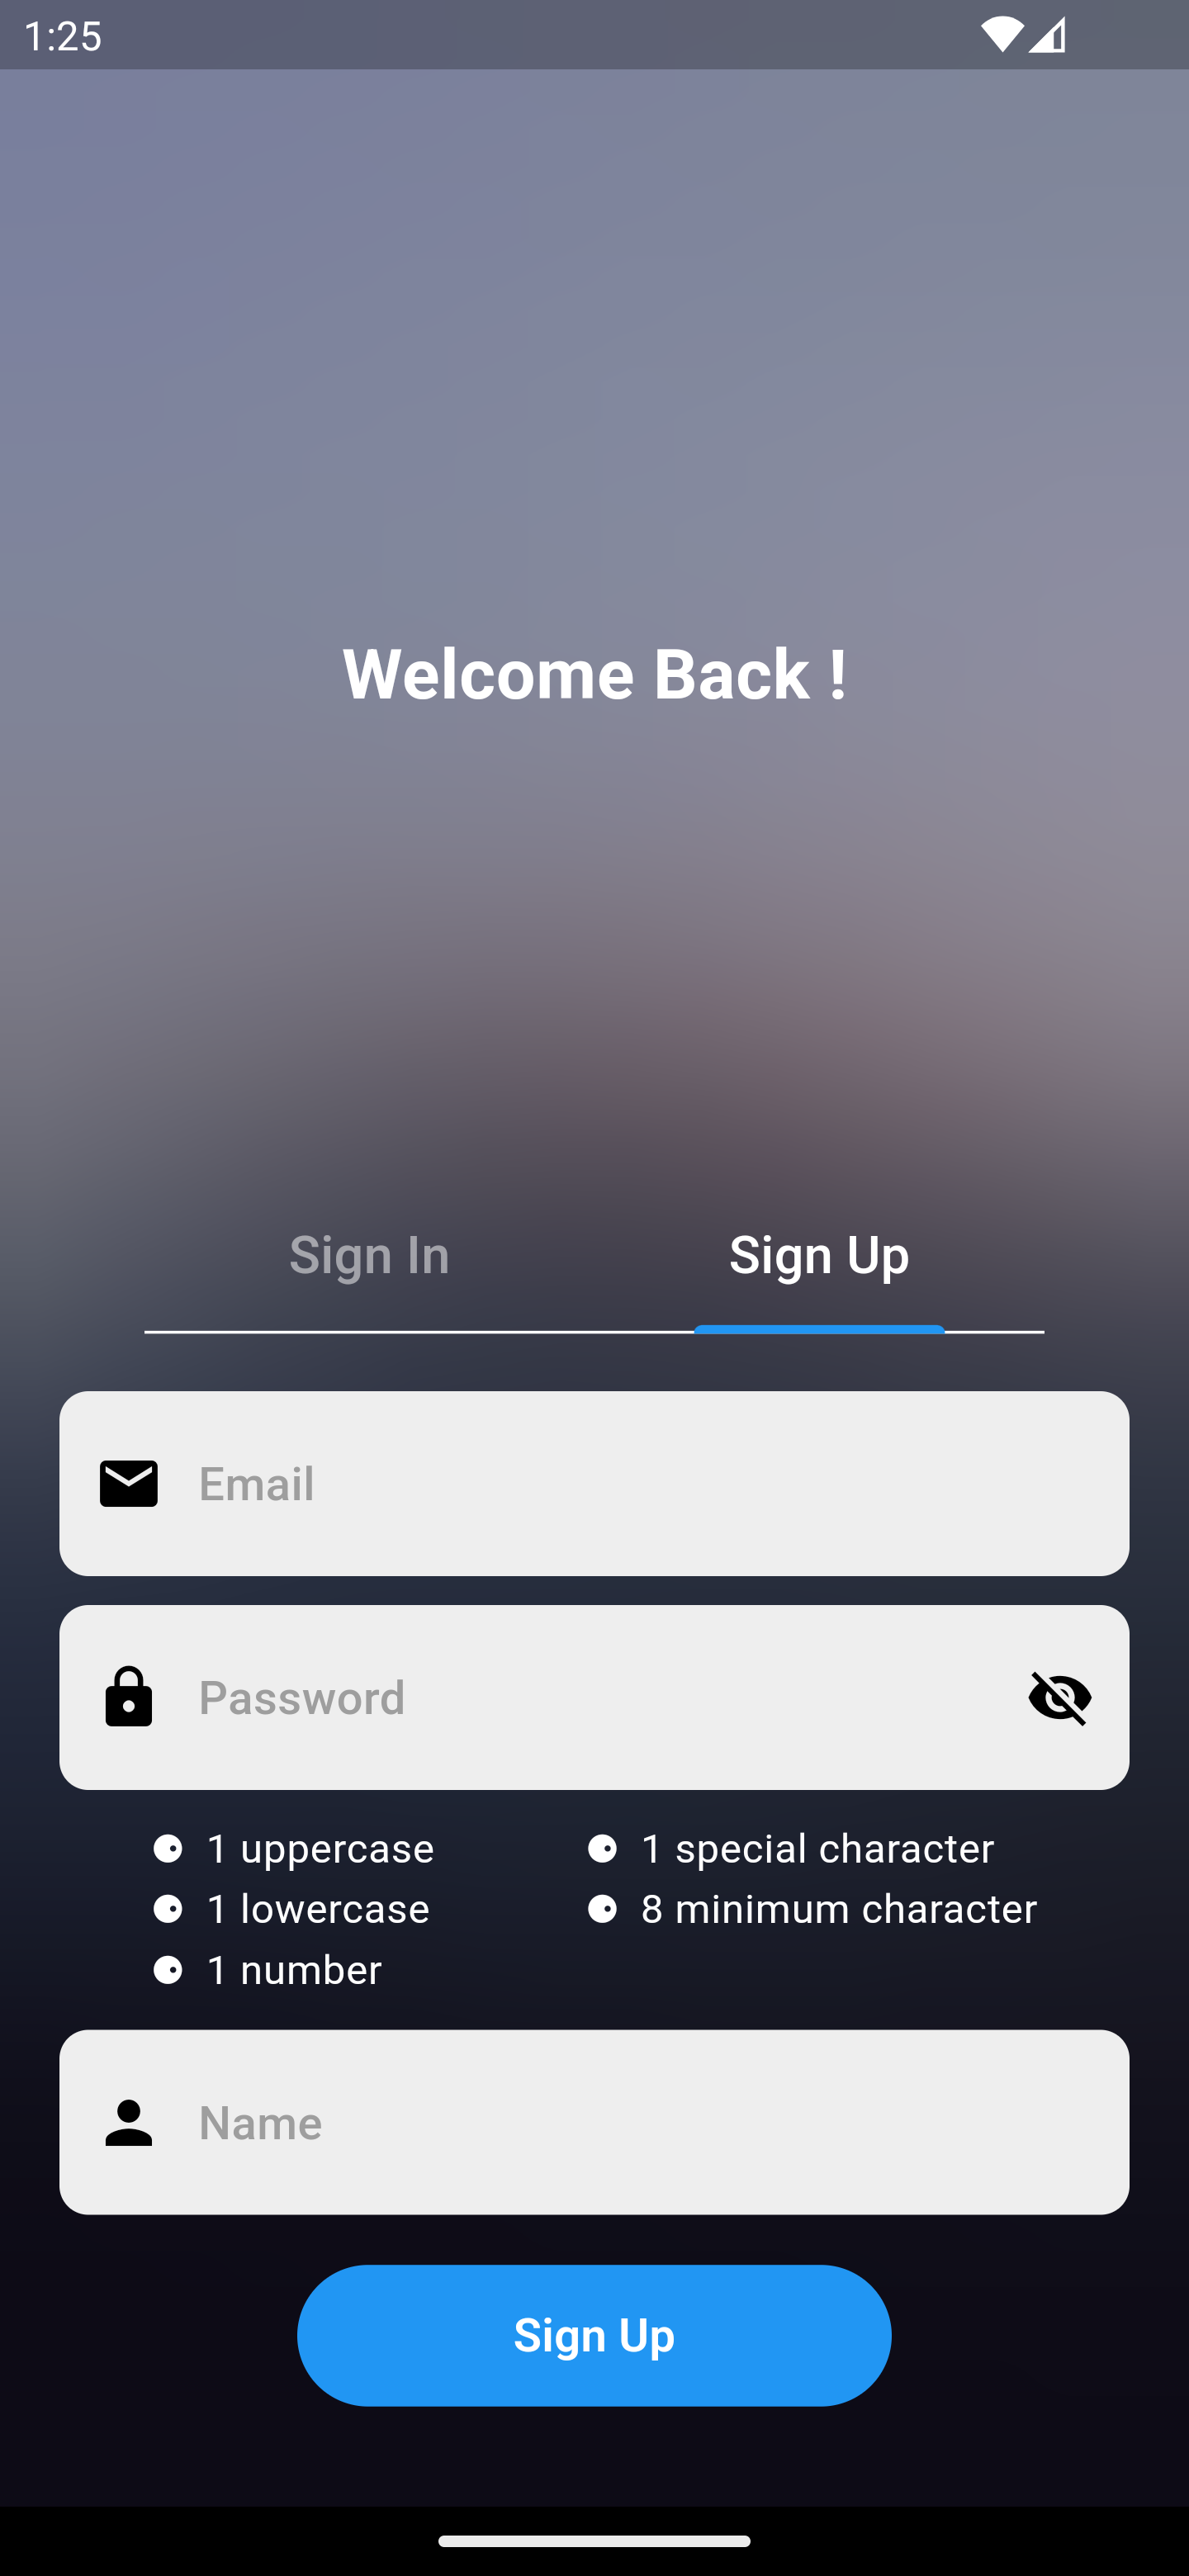 1:25
Welcome Back !
Sign In
Sign Up
Email
Password
1 uppercase
1 special character
1 lowercase
8 minimum character
1 number
Name
Sign Up